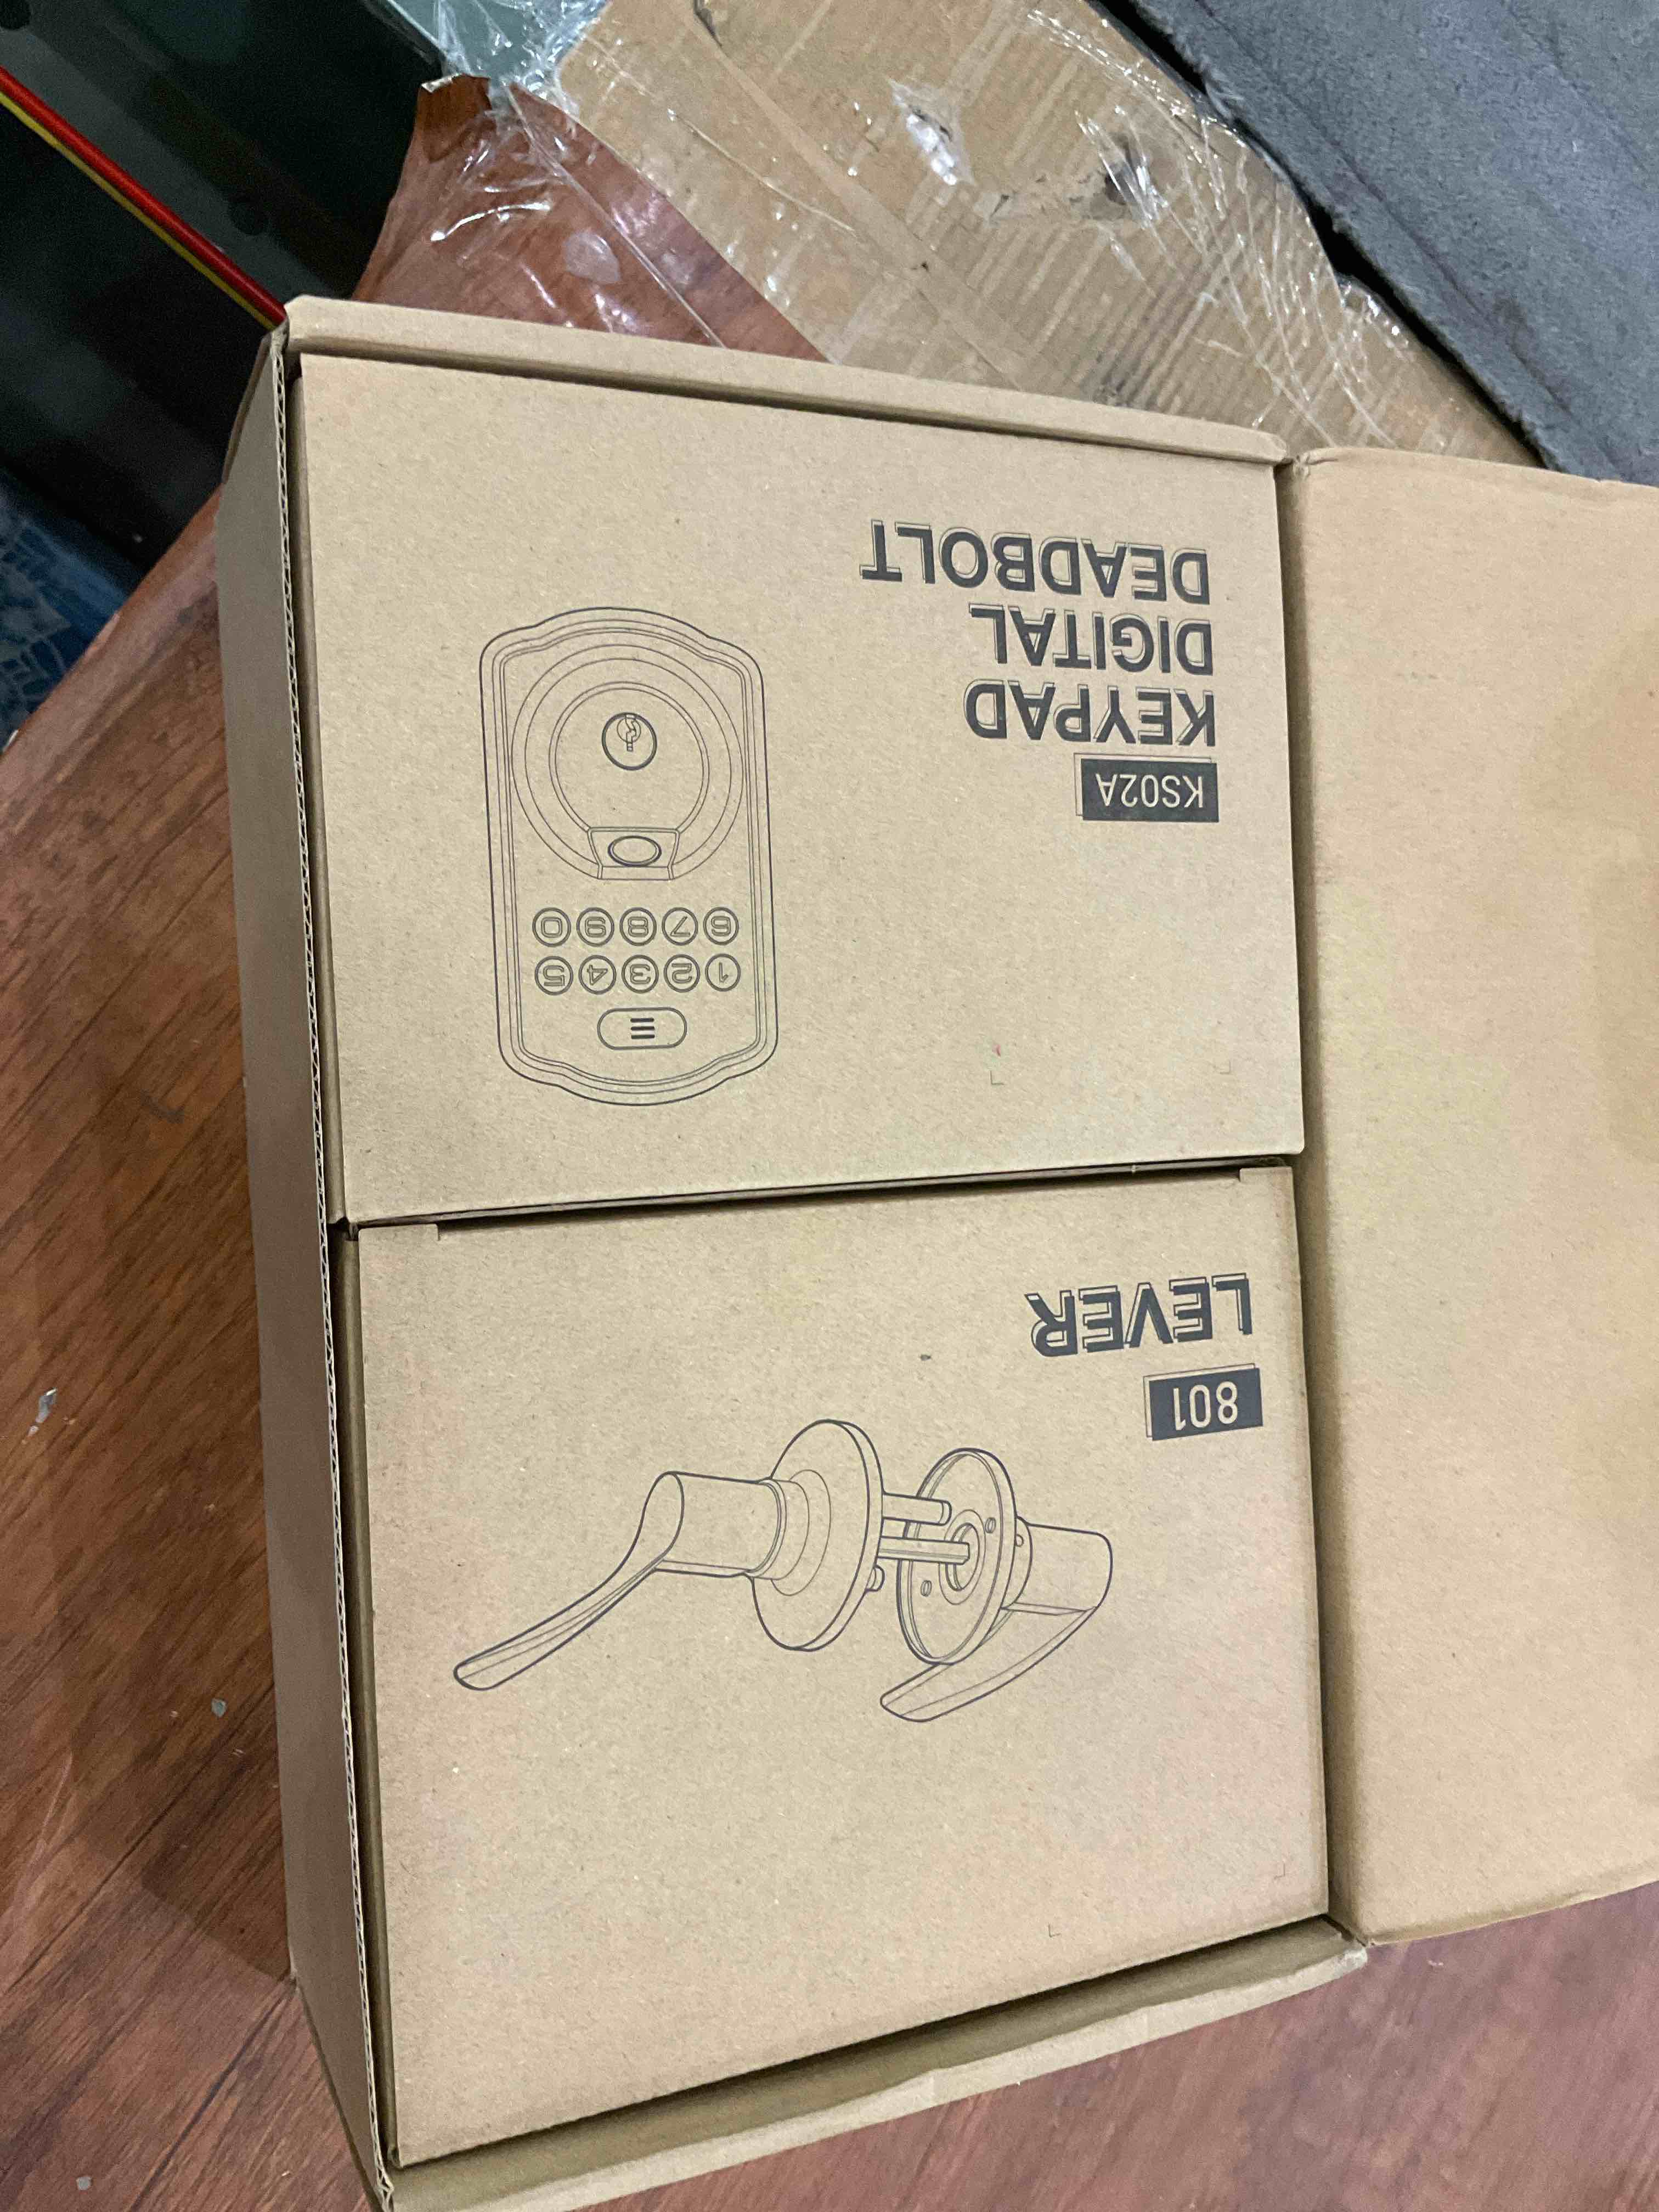 KS02A
KEYPAD
DIGITAL
DEADBOLT
1 2 3 4 5
6 7 8 9 0
801
LEVER